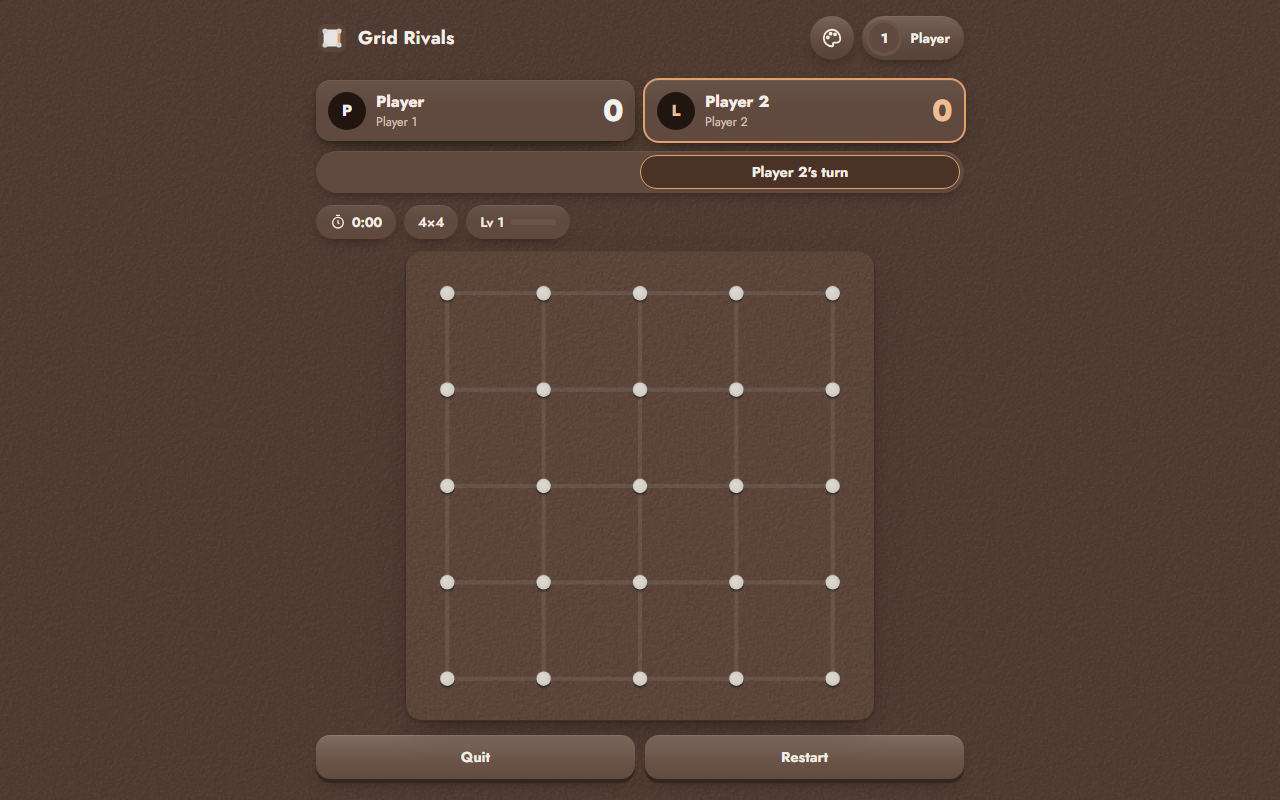 Grid Rivals
1 Player
P Player 0
Player 1
L Player 2 0
Player 2
Player 2's turn
0:00 4×4 Lv 1
Quit Restart